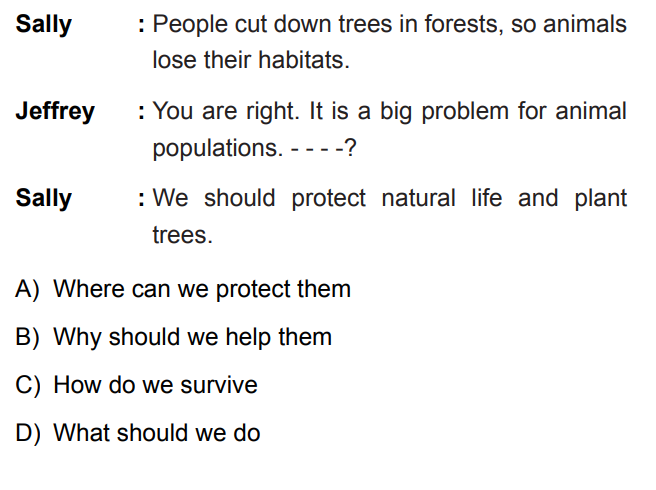 Sally : People cut down trees in forests, so animals
lose their habitats.
Jeffrey : You are right. It is a big problem for animal
populations. - - - -?
Sally : We should protect natural life and plant
trees.
A) Where can we protect them
B) Why should we help them
C) How do we survive
D) What should we do